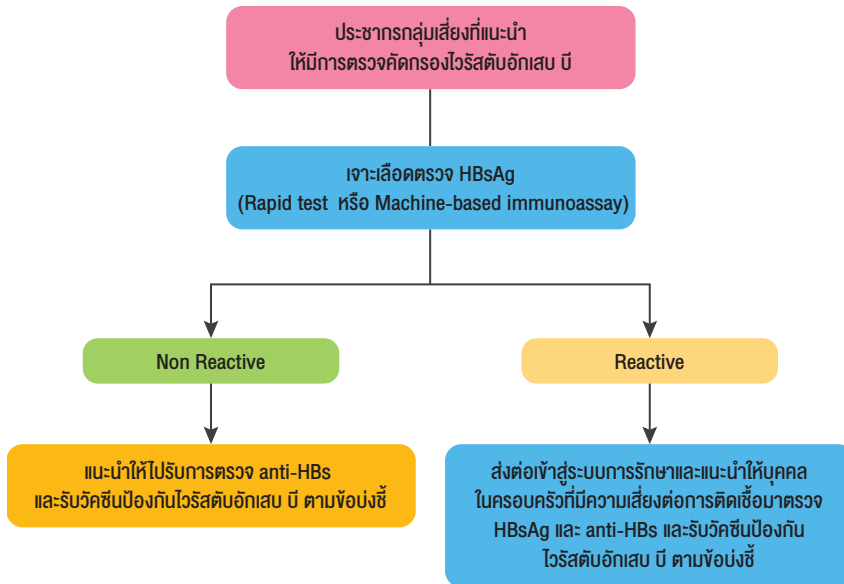 ประชากรกลุ่มเสี่ยงที่แนะนำ
ให้มีการตรวจคัดกรองไวรัสตับอักเสบ บี
เจาะเลือดตรวจ HBsAg
(Rapid test หรือ Machine-based immunoassay)
Non Reactive
Reactive
แนะนำให้ไปรับการตรวจ anti-HBs
และรับวัคซีนป้องกันไวรัสตับอักเสบ บี ตามข้อบ่งชี้
ส่งต่อเข้าสู่ระบบการรักษาและแนะนำให้บุคคล
ในครอบครัวที่มีความเสี่ยงต่อการติดเชื้อมาตรวจ
HBsAg และ anti-HBs และรับวัคซีนป้องกัน
ไวรัสตับอักเสบ บี ตามข้อบ่งชี้